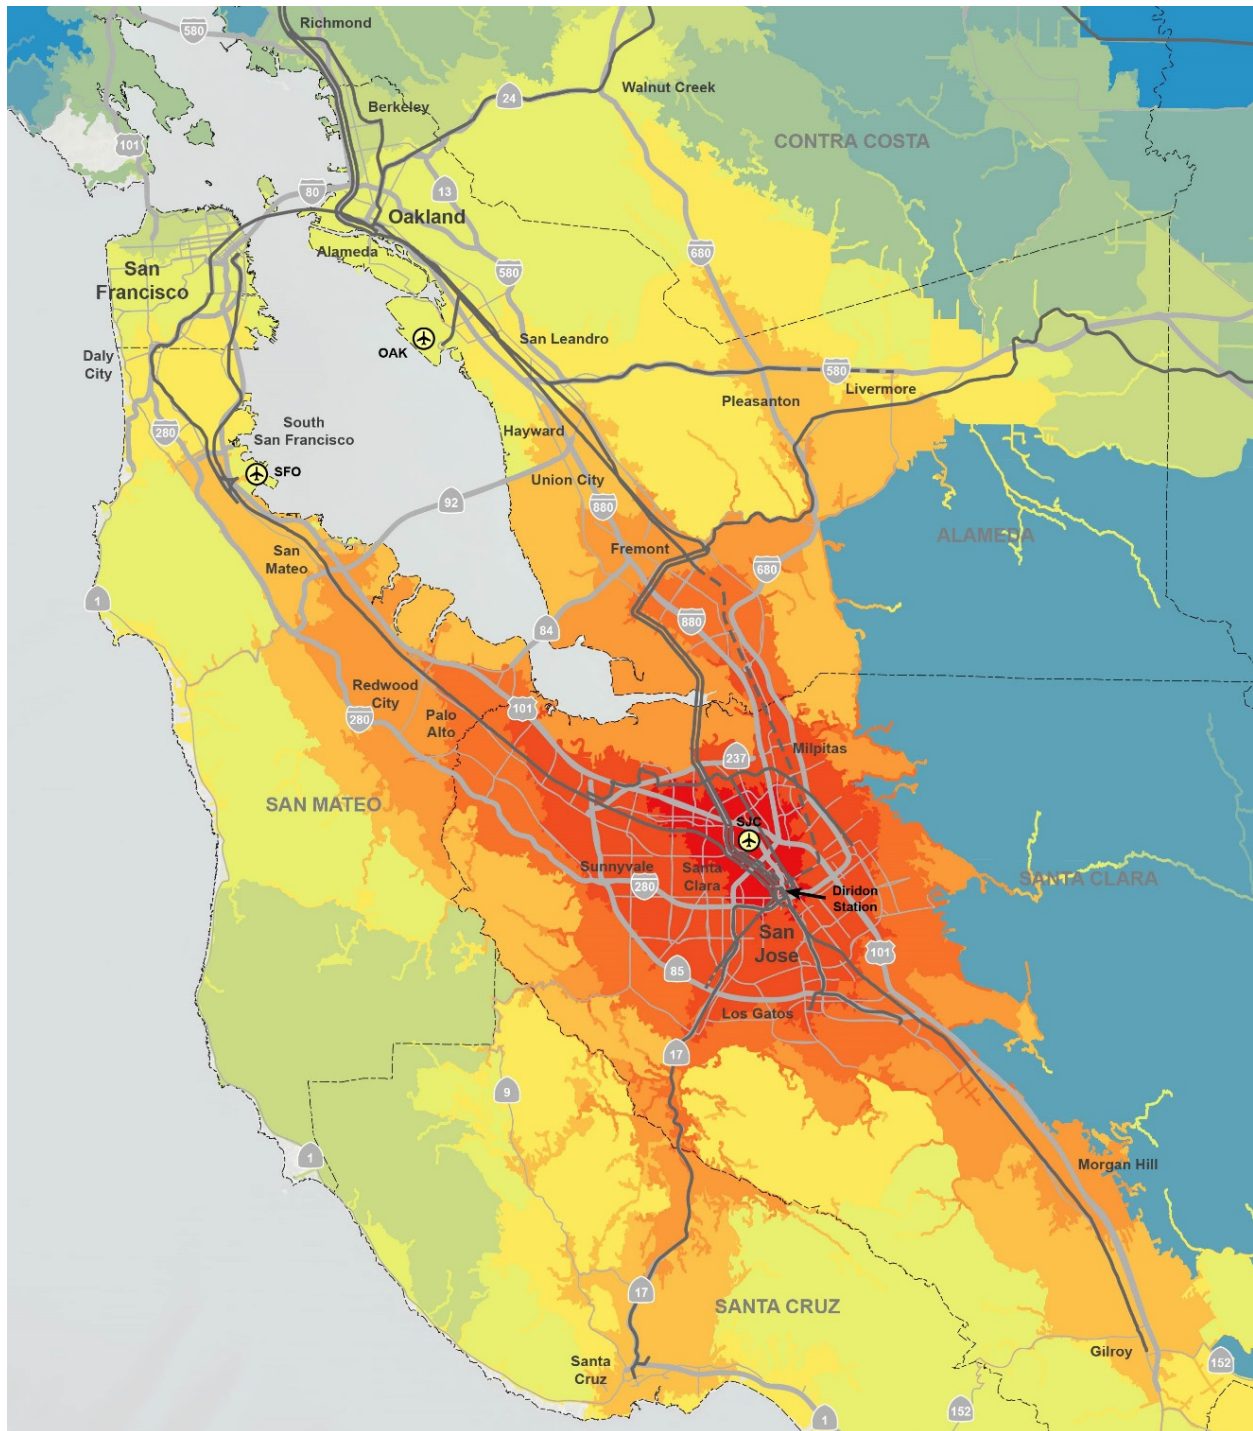 Richmond
580
Walnut Creek
24
Berkeley
CONTRA COSTA
101
80
13
Oakland
Alameda
680
San
Francisco
580
OAK
San Leandro
Daly
City
580
Livermore
Pleasanton
280
South
San Francisco
Hayward
SFO
Union City
92
880
ALAMEDA
San
Mateo
Fremont
680
1
84
880
Redwood
City
Palo
Alto
101
280
Milpitas
237
SAN MATEO
SJC
Sunnyvale
Santa
Clara
280
SANTA CLARA
Diridon
Station
San
Jose
101
85
Los Gatos
17
9
1
Morgan Hill
17
SANTA CRUZ
Santa
Cruz
Gilroy
152
152
1